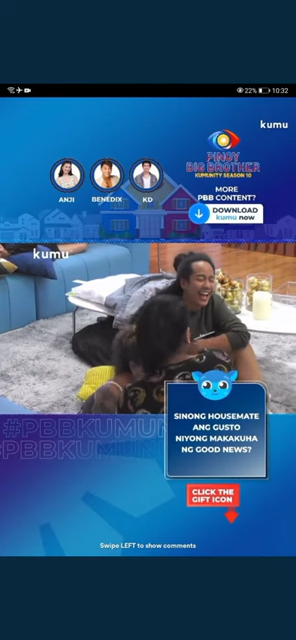 22% 10:32
kumu
PINOY
BIG BROTHER
KUMUNITY SEASON 10
ANJI BENEDIX KD
MORE
PBB CONTENT?
DOWNLOAD
kumu now
kumu
#PBBKUMUN
#PBBKUMUN
SINONG HOUSEMATE
ANG GUSTO
NIYONG MAKAKUHA
NG GOOD NEWS?
CLICK THE
GIFT ICON
Swipe LEFT to show comments